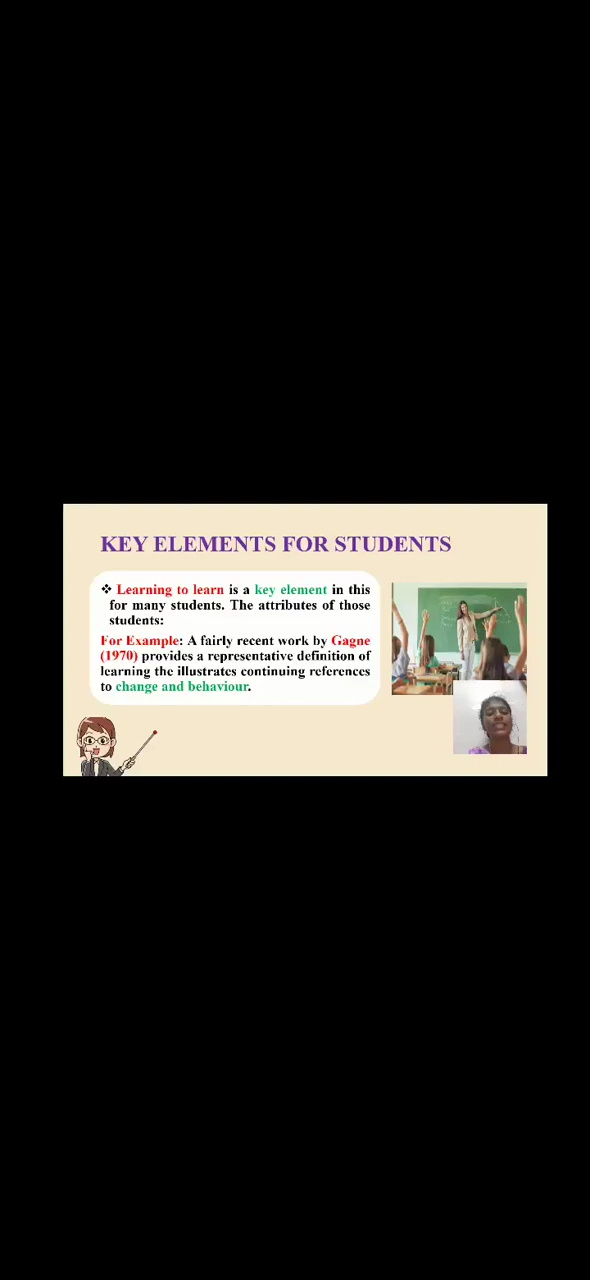 KEY ELEMENTS FOR STUDENTS
❖ Learning to learn is a key element in this
for many students. The attributes of those
students:
For Example: A fairly recent work by Gagne
(1970) provides a representative definition of
learning the illustrates continuing references
to change and behaviour.